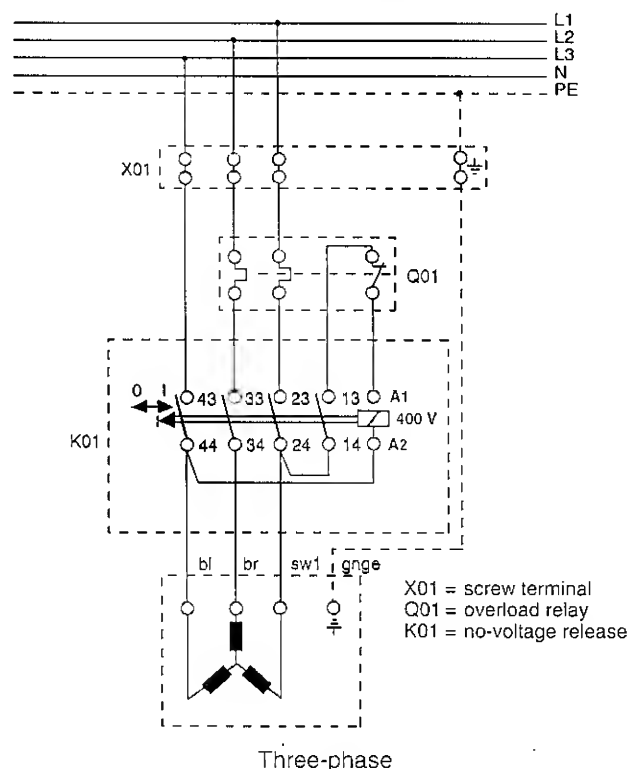 L1
L2
L3
N
PE
X01
Q01
0 1
43 33 23 13 A1
400 V
K01
44 34 24 14 A2
bl br sw1 gnge
X01 = screw terminal
Q01 = overload relay
K01 = no-voltage release
Three-phase